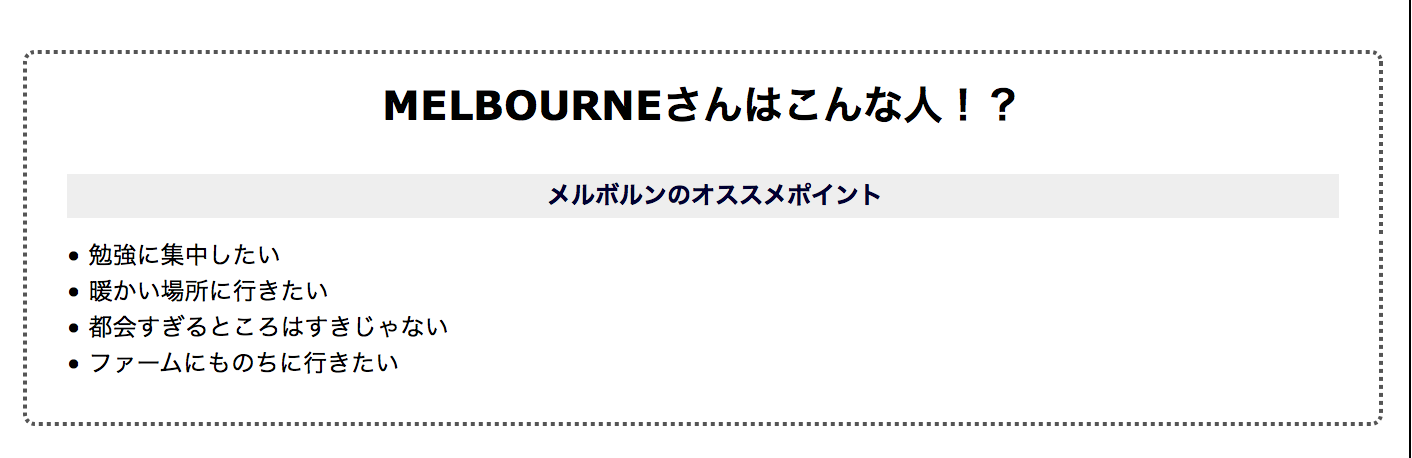 MELBOURNEさんはこんな人！？
メルボルンのオススメポイント
• 勉強に集中したい
• 暖かい場所に行きたい
• 都会すぎるところはすきじゃない
• ファームにものちに行きたい